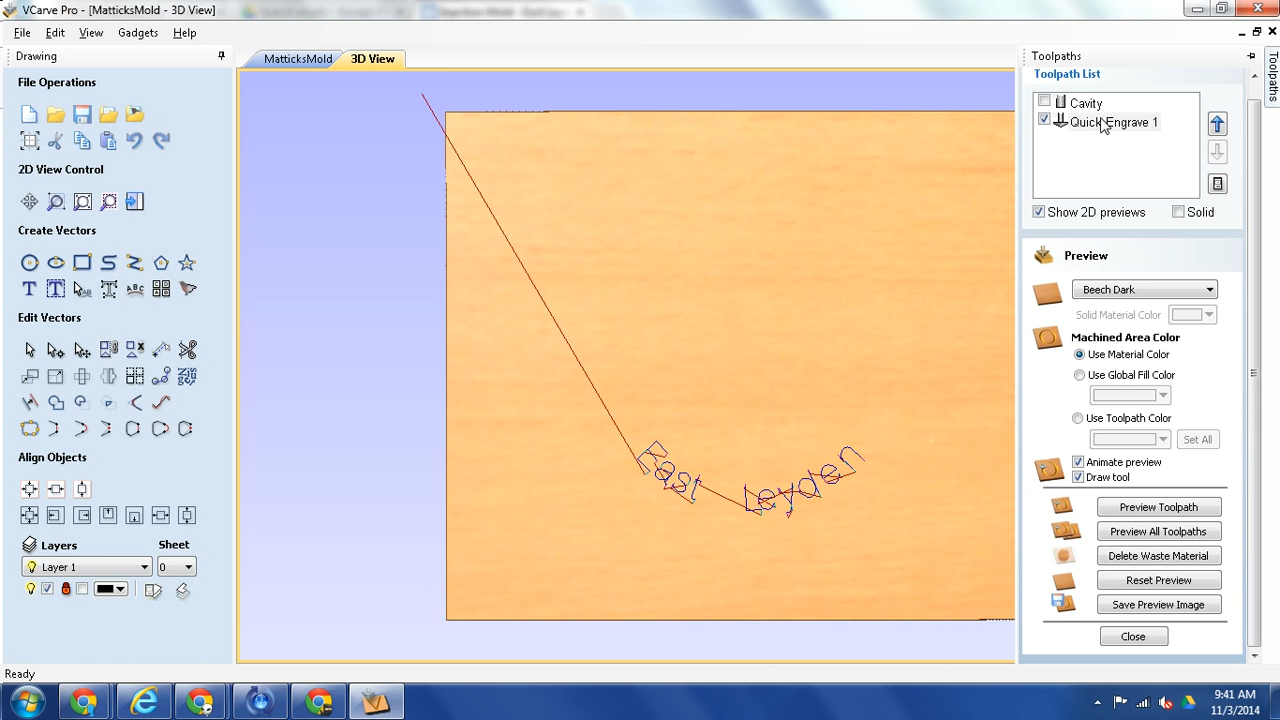 VCarve Pro - [MatticksMold - 3D View]
File Edit View Gadgets Help
Drawing
File Operations
2D View Control
Create Vectors
Edit Vectors
Align Objects
Layers Sheet
Layer 1 0
MatticksMold 3D View
East Leyden
Toolpaths
Toolpaths
Toolpath List
Cavity
Quick Engrave 1
Show 2D previews Solid
Preview
Beech Dark
Solid Material Color
Machined Area Color
Use Material Color
Use Global Fill Color
Use Toolpath Color
Set All
Animate preview
Draw tool
Preview Toolpath
Preview All Toolpaths
Delete Waste Material
Reset Preview
Save Preview Image
Close
Ready
9:41 AM
11/3/2014